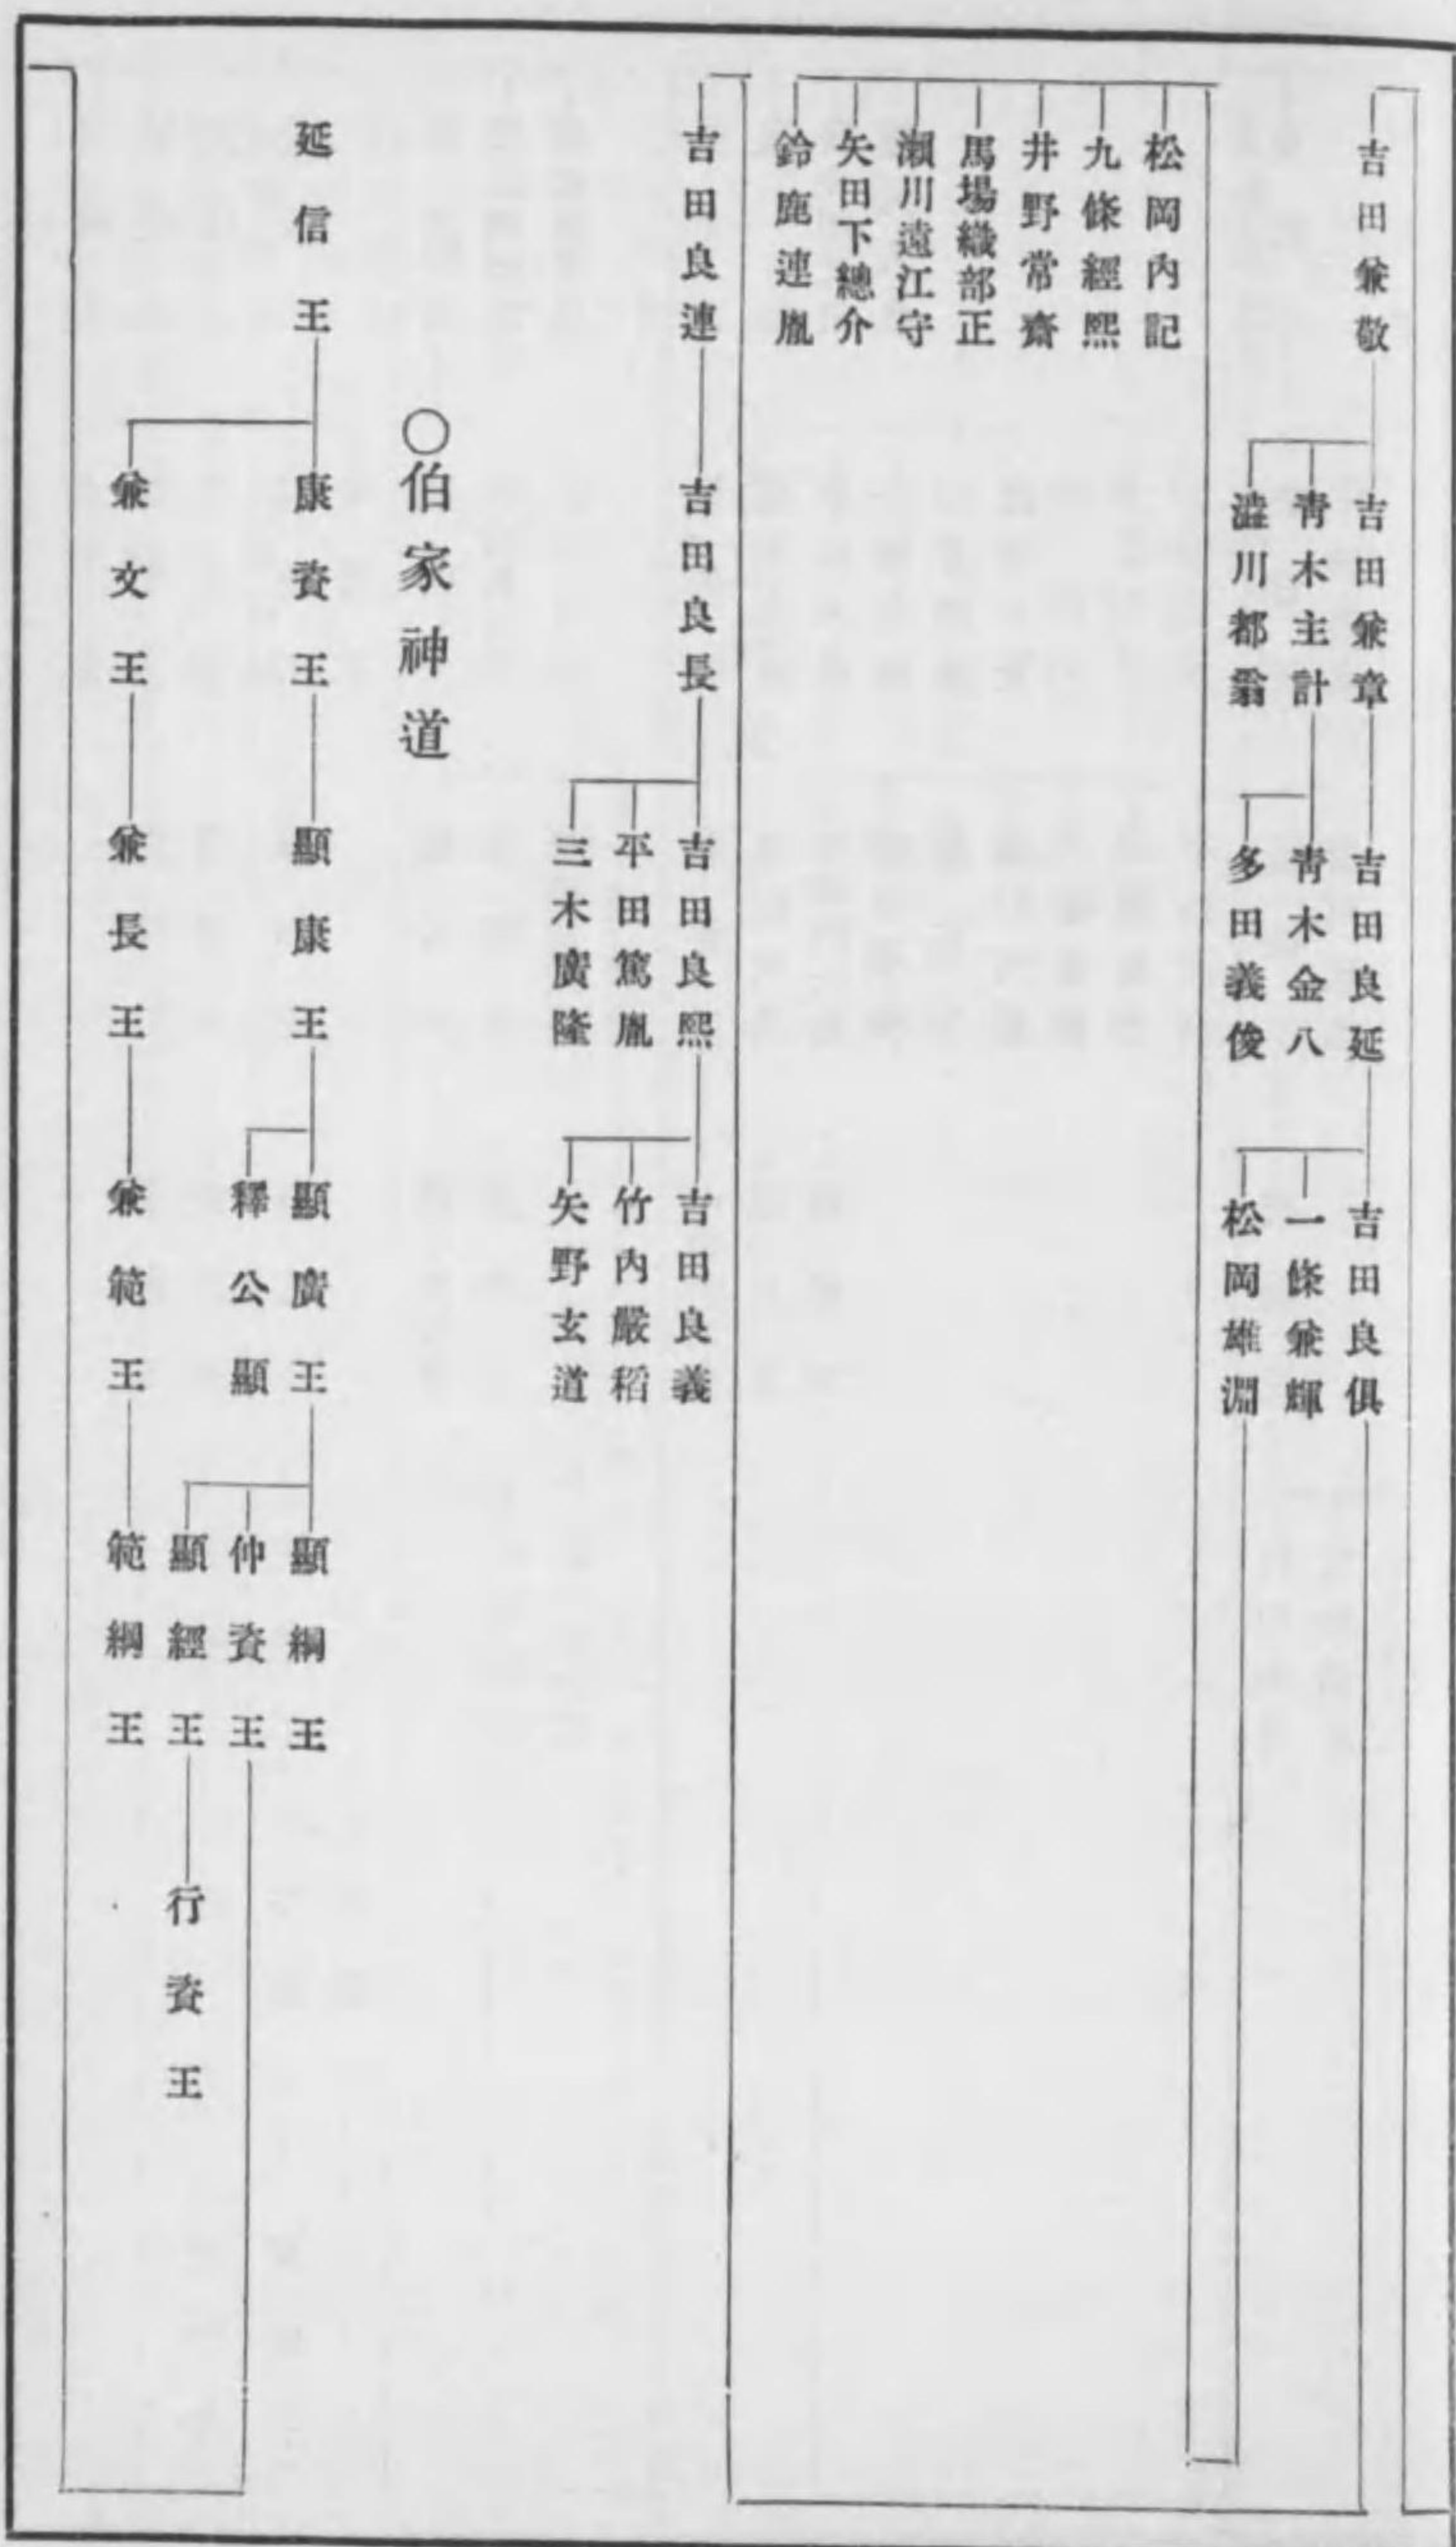 吉田兼敬
吉田兼章
青木主計
澁川都翁
吉田良延
青木金八
多田義俊
吉田良倶
一條兼輝
松岡雄淵
松岡内記
九條經熙
井野常齋
馬場織部正
瀬川遠江守
矢田下總介
鈴鹿連胤
吉田良連
吉田良長
吉田良熙
平田篤胤
三木廣隆
吉田良義
竹内嚴稻
矢野玄道
○伯家神道
延信王
康資王
兼文王
顯康王
兼長王
顯廣王
釋公顯
兼範王
顯綱王
仲資王
顯經王
範綱王
行資王